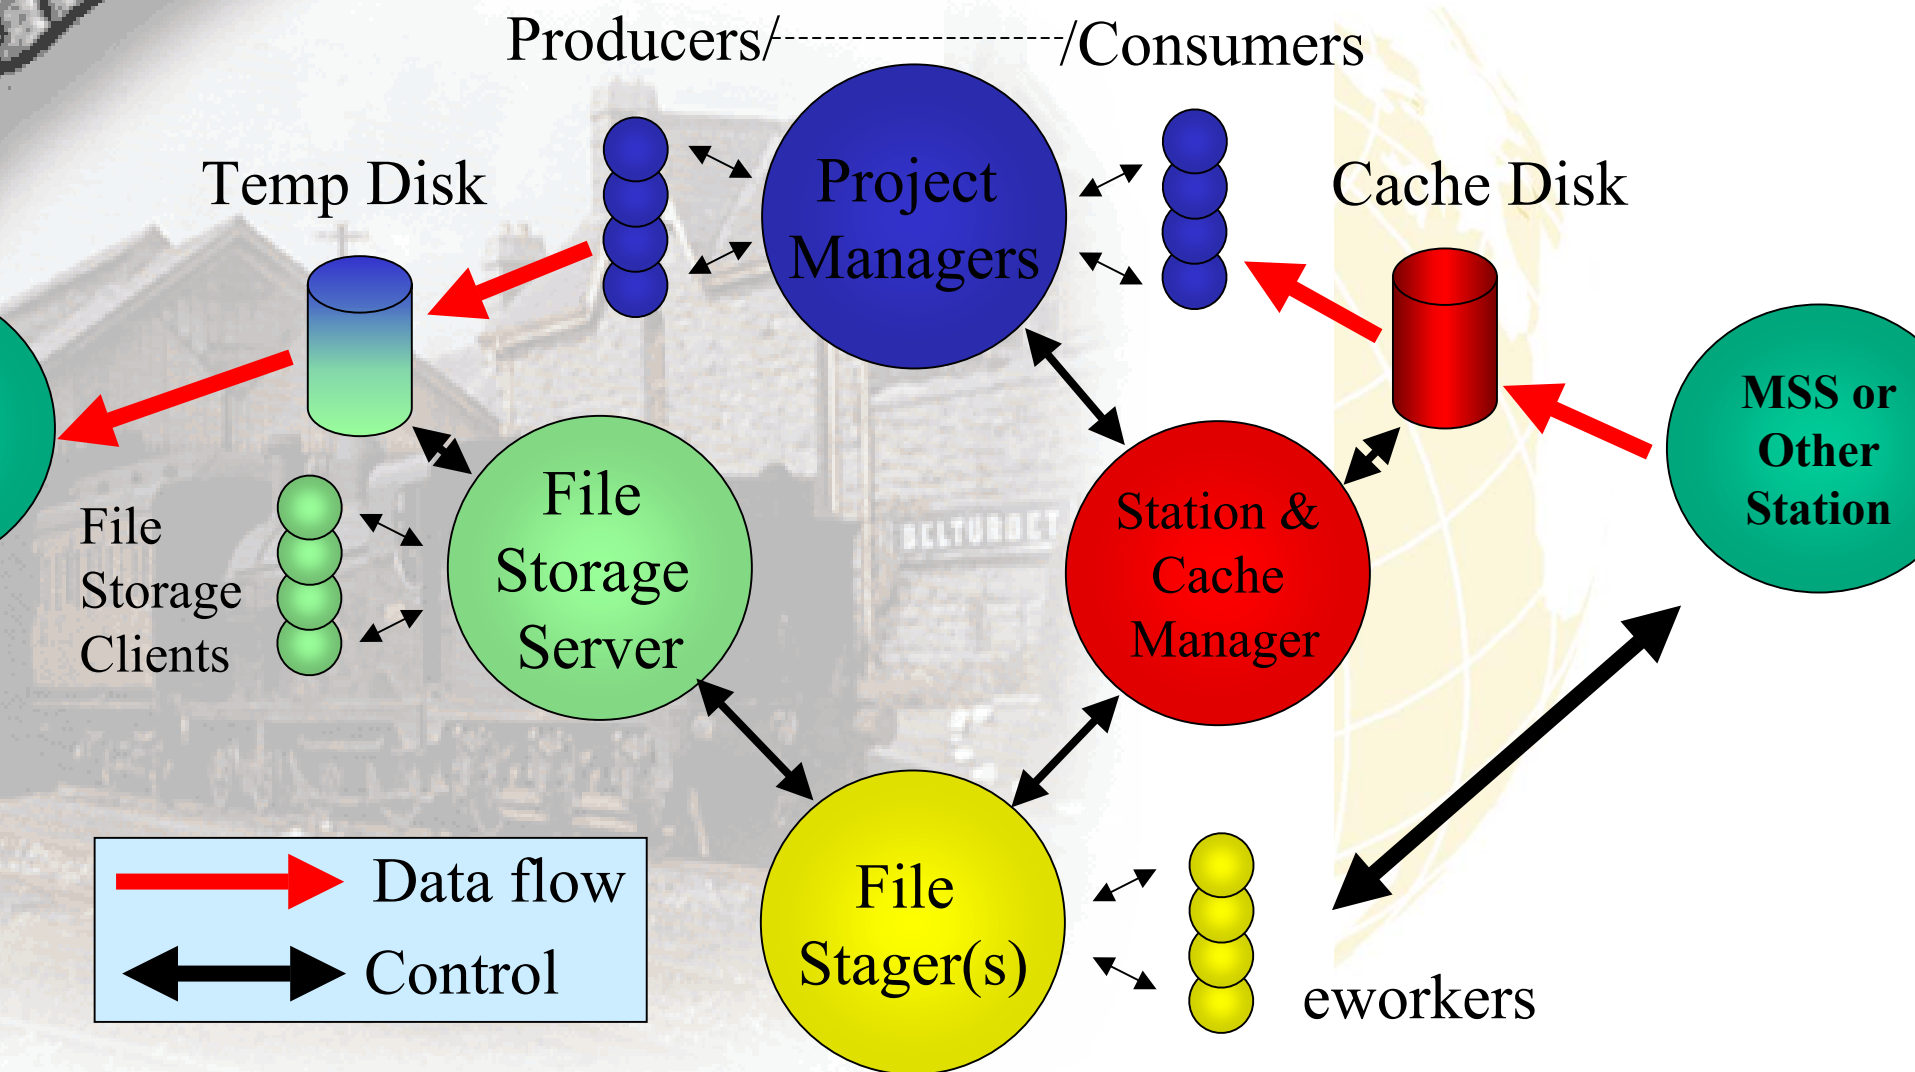 Producers/
/Consumers
Temp Disk
Project
Managers
Cache Disk
MSS or
Other
Station
File
Storage
Clients
File
Storage
Server
BELTURBET
Station &
Cache
Manager
Data flow
Control
File
Stager(s)
eworkers